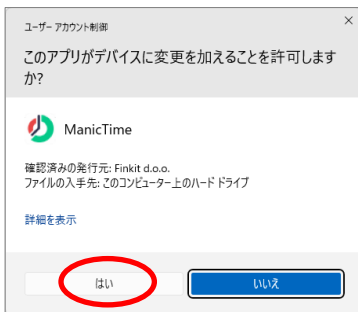 ユーザー アカウント制御
このアプリがデバイスに変更を加えることを許可します
か?
ManicTime
確認済みの発行元: Finkit d.o.o.
ファイルの入手先: このコンピューター上のハード ドライブ
詳細を表示
はい
いいえ